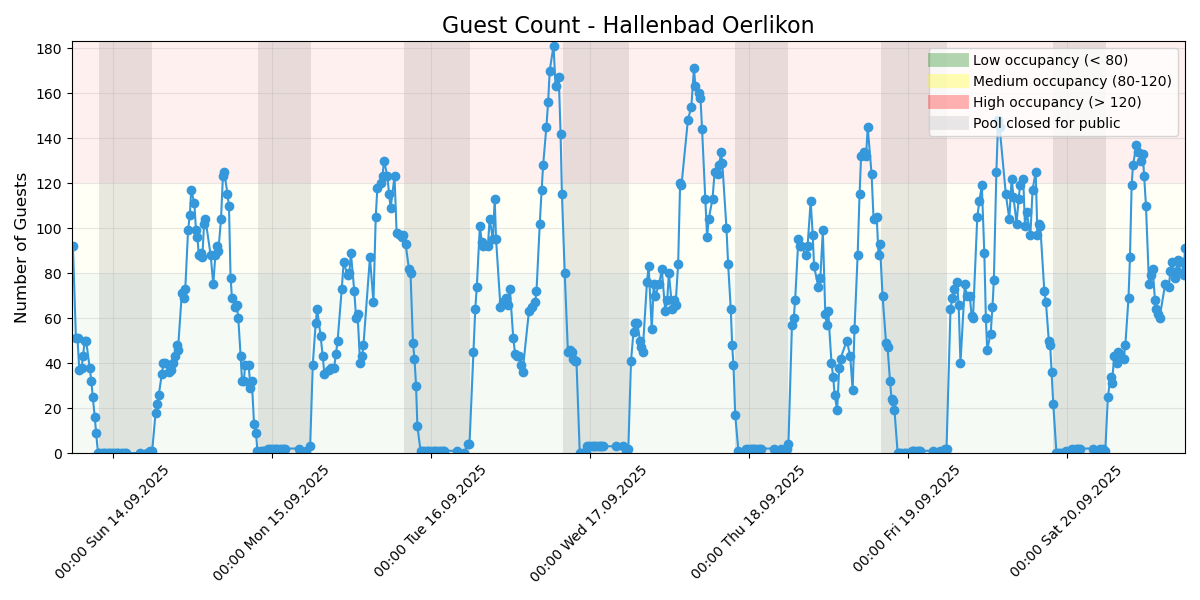 Guest Count - Hallenbad Oerlikon
Number of Guests
180
160
140
120
100
80
60
40
20
0
Low occupancy (< 80)
Medium occupancy (80-120)
High occupancy (> 120)
Pool closed for public
00:00 Sun 14.09.2025
00:00 Mon 15.09.2025
00:00 Tue 16.09.2025
00:00 Wed 17.09.2025
00:00 Thu 18.09.2025
00:00 Fri 19.09.2025
00:00 Sat 20.09.2025